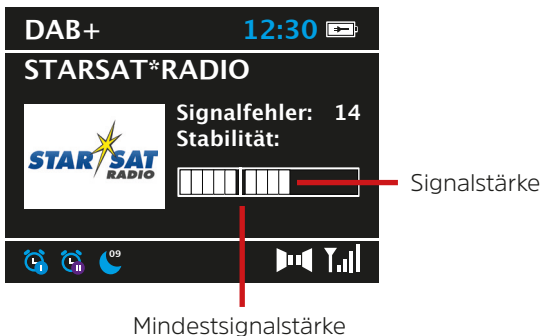 DAB+ 12:30
STARSAT*RADIO
Signalfehler: 14
Stabilität:
STAR SAT
RADIO
Signalstärke
09
Mindestsignalstärke